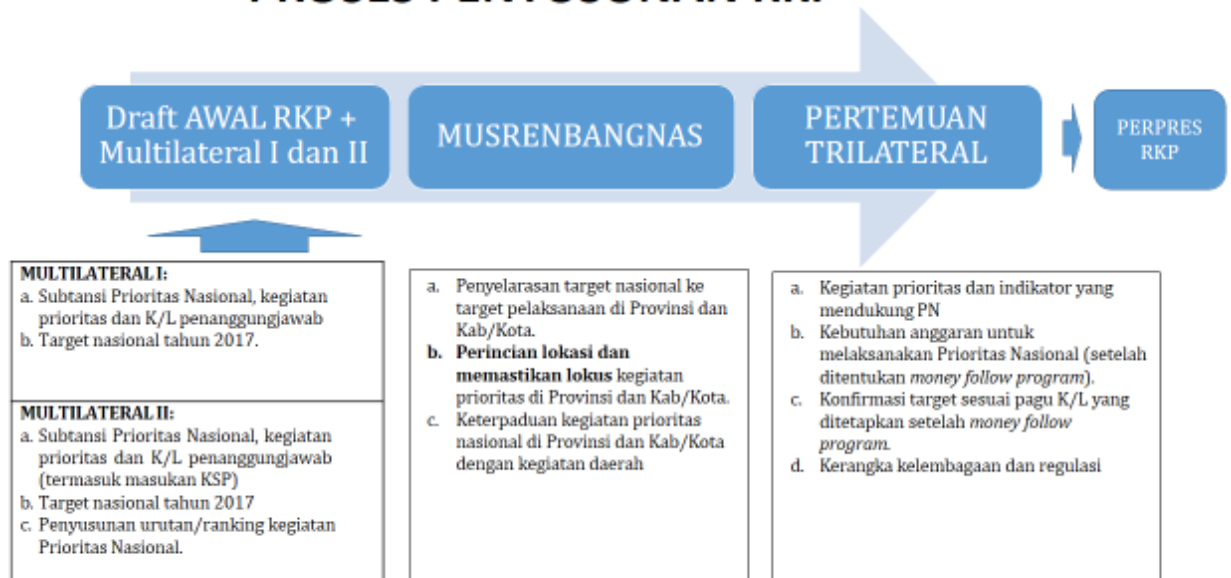 Draft AWAL RKP +
Multilateral I dan II
MUSRENBANGNAS
PERTEMUAN
TRILATERAL
PERPRES
RKP
MULTILATERAL I:
a. Subtansi Prioritas Nasional, kegiatan
prioritas dan K/L penanggungjawab
b. Target nasional tahun 2017.
MULTILATERAL II:
a. Subtansi Prioritas Nasional, kegiatan
prioritas dan K/L penanggungjawab
(termasuk masukan KSP)
b. Target nasional tahun 2017
c. Penyusunan urutan/ranking kegiatan
Prioritas Nasional.
a. Penyelarasan target nasional ke
target pelaksanaan di Provinsi dan
Kab/Kota.
b. Perincian lokasi dan
memastikan lokus kegiatan
prioritas di Provinsi dan Kab/Kota.
c. Keterpaduan kegiatan prioritas
nasional di Provinsi dan Kab/Kota
dengan kegiatan daerah
a. Kegiatan prioritas dan indikator yang
mendukung PN
b. Kebutuhan anggaran untuk
melaksanakan Prioritas Nasional (setelah
ditentukan money follow program).
c. Konfirmasi target sesuai pagu K/L yang
ditetapkan setelah money follow
program.
d. Kerangka kelembagaan dan regulasi